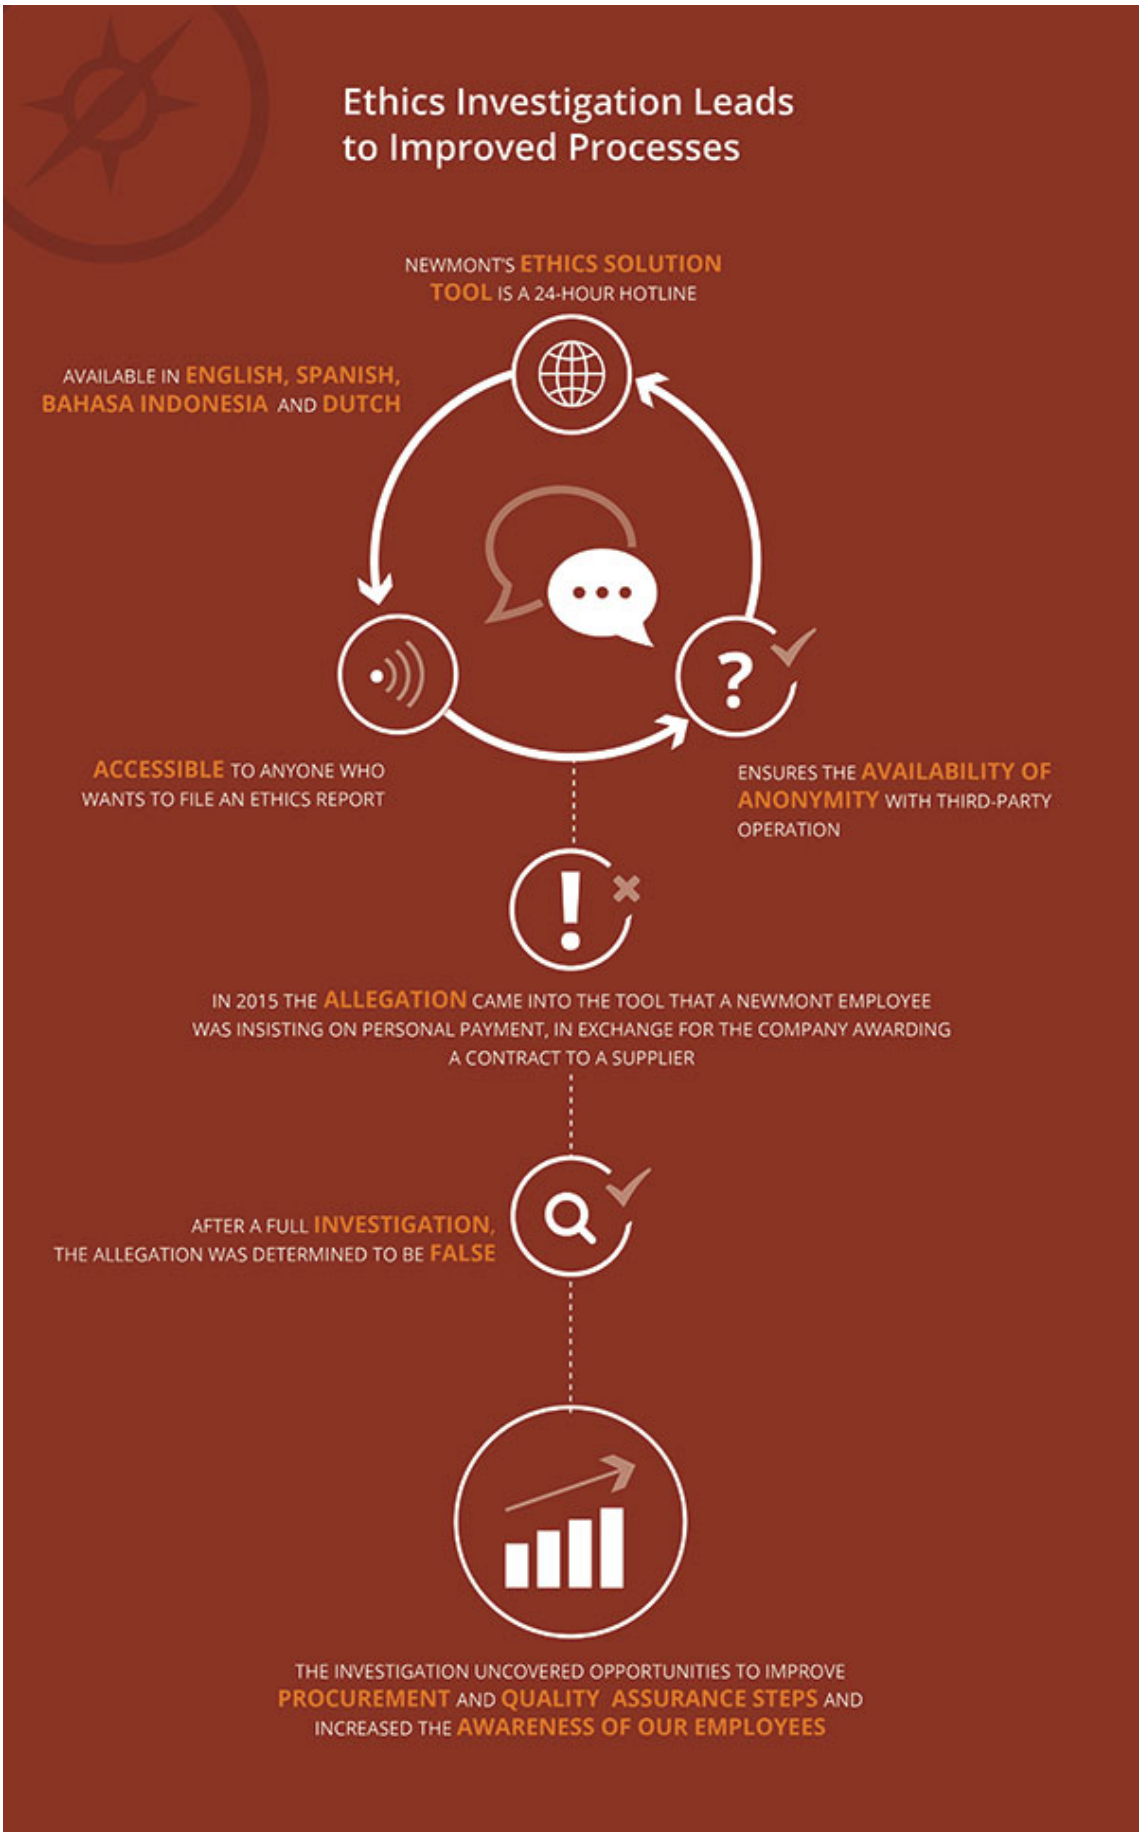 Ethics Investigation Leads
to Improved Processes
NEWMONT'S ETHICS SOLUTION
TOOL IS A 24-HOUR HOTLINE
AVAILABLE IN ENGLISH, SPANISH,
BAHASA INDONESIA AND DUTCH
?
ACCESSIBLE TO ANYONE WHO
WANTS TO FILE AN ETHICS REPORT
ENSURES THE AVAILABILITY OF
ANONYMITY WITH THIRD-PARTY
OPERATION
!
IN 2015 THE ALLEGATION CAME INTO THE TOOL THAT A NEWMONT EMPLOYEE
WAS INSISTING ON PERSONAL PAYMENT, IN EXCHANGE FOR THE COMPANY AWARDING
A CONTRACT TO A SUPPLIER
AFTER A FULL INVESTIGATION,
THE ALLEGATION WAS DETERMINED TO BE FALSE
THE INVESTIGATION UNCOVERED OPPORTUNITIES TO IMPROVE
PROCUREMENT AND QUALITY ASSURANCE STEPS AND
INCREASED THE AWARENESS OF OUR EMPLOYEES